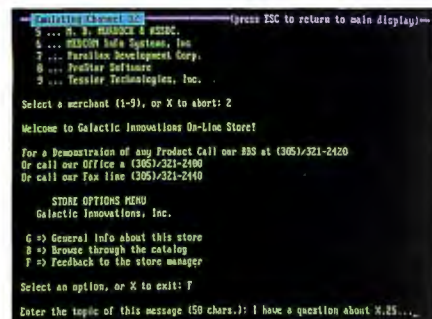 Emulating Channel 32 (press ESC to return to main display)
5 ... M. B. MURDOCK & ASSOC.
6 ... MEDCOM Info Systems, Inc
7 ... Parallax Development Corp.
8 ... ProStar Software
9 ... Tessier Technologies, Inc.
Select a merchant (1-9), or X to abort: 2
Welcome to Galactic Innovations On-Line Store!
For a Demonstraion of any Product Call our BBS at (305)/321-2420
Or call our Office a (305)/321-2400
Or call our Fax line (305)/321-2440
STORE OPTIONS MENU
Galactic Innovations, Inc.
G => General info about this store
B => Browse through the catalog
F => Feedback to the store manager
Select an option, or X to exit: F
Enter the topic of this message (50 chars.): I have a question about X.25..._